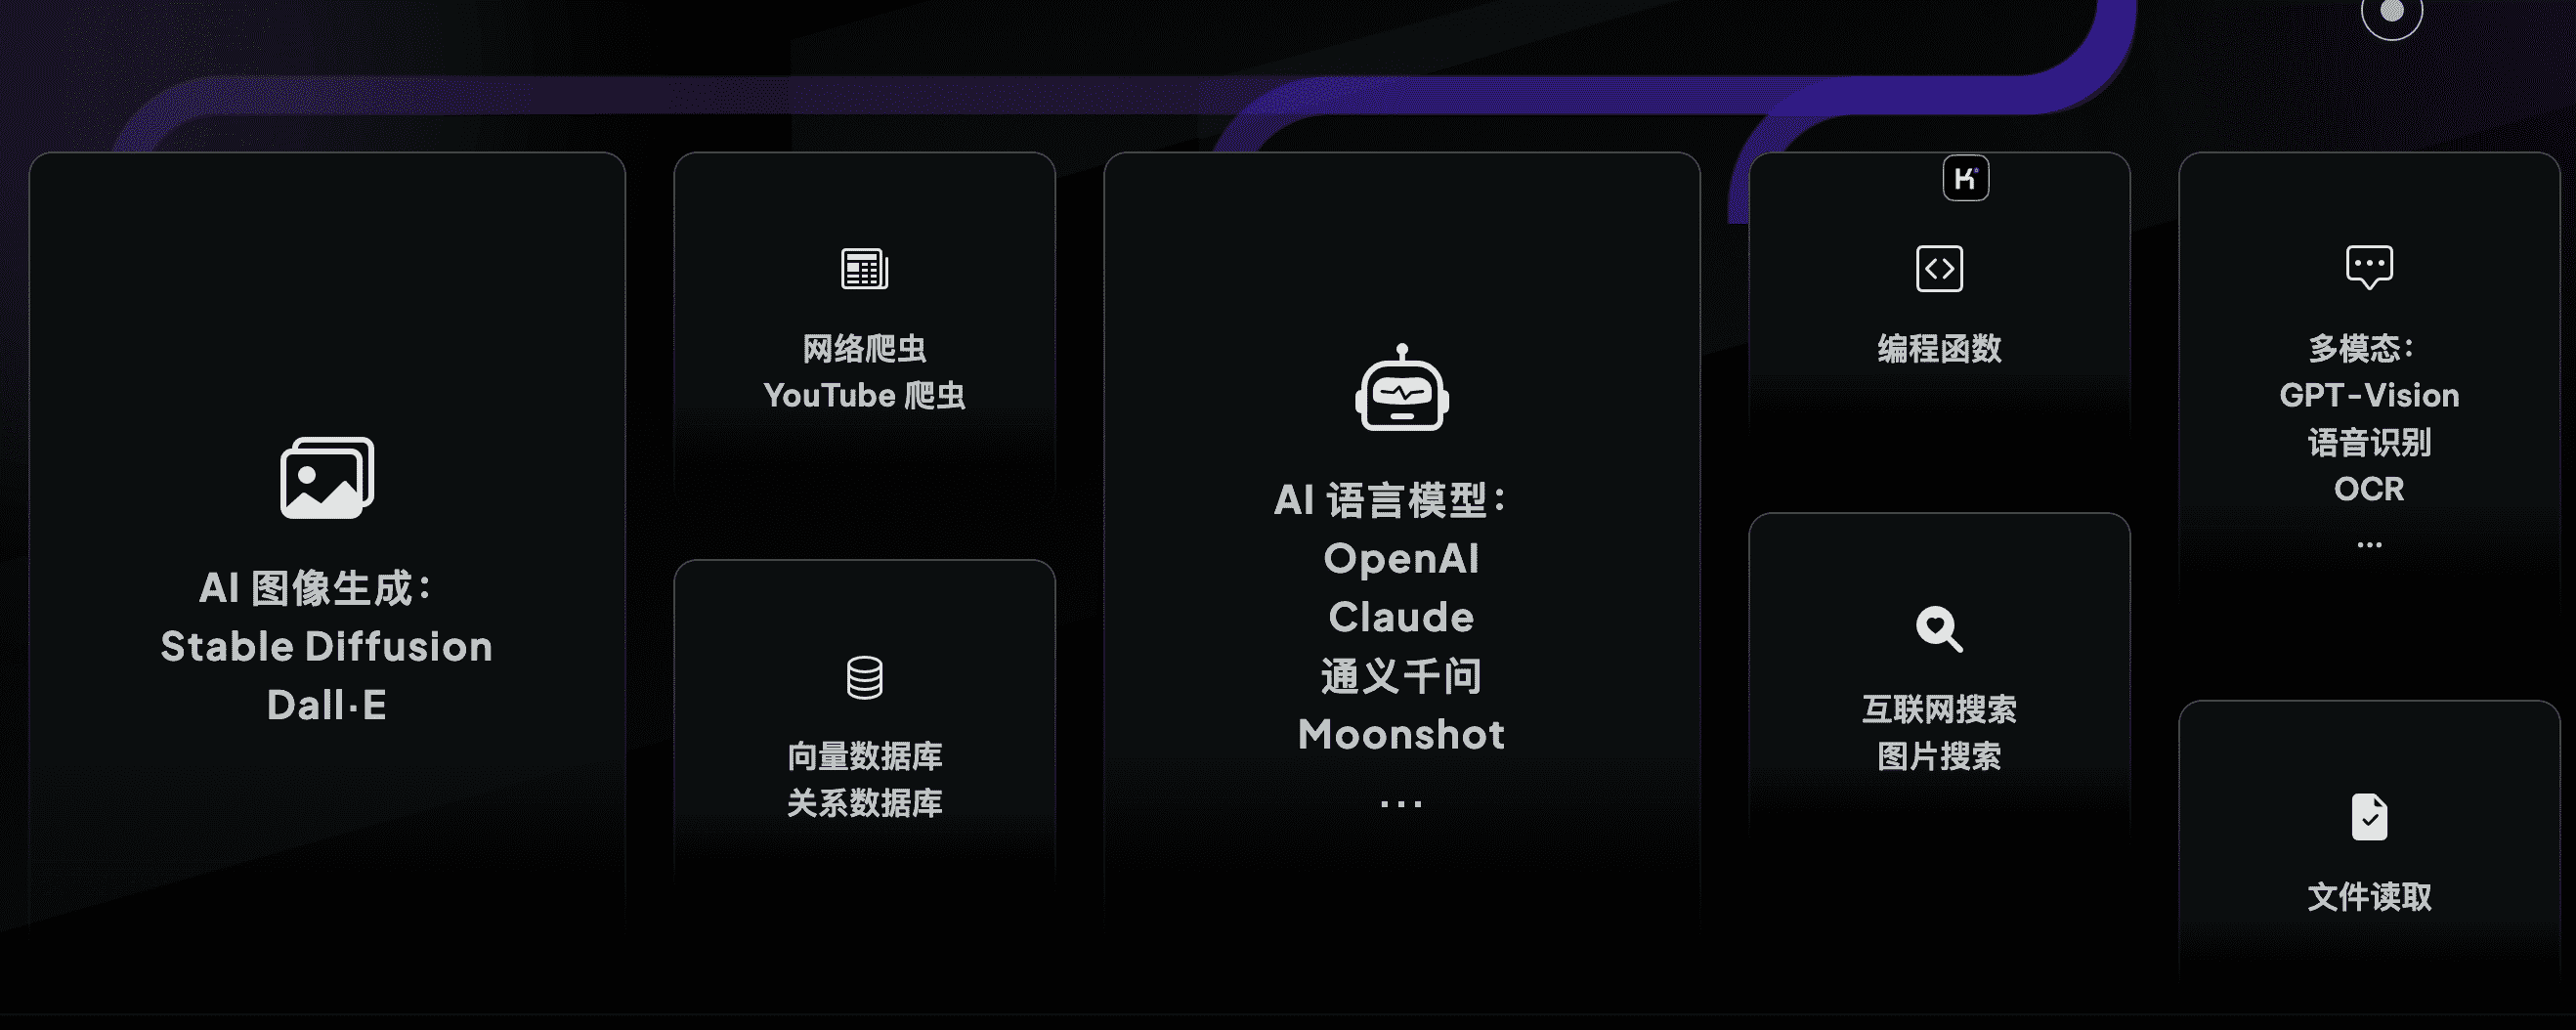 AI 图像生成：
Stable Diffusion
Dall·E
网络爬虫
YouTube 爬虫
向量数据库
关系数据库
AI 语言模型：
OpenAI
Claude
通义千问
Moonshot
...
K
编程函数
互联网搜索
图片搜索
多模态：
GPT-Vision
语音识别
OCR
...
文件读取